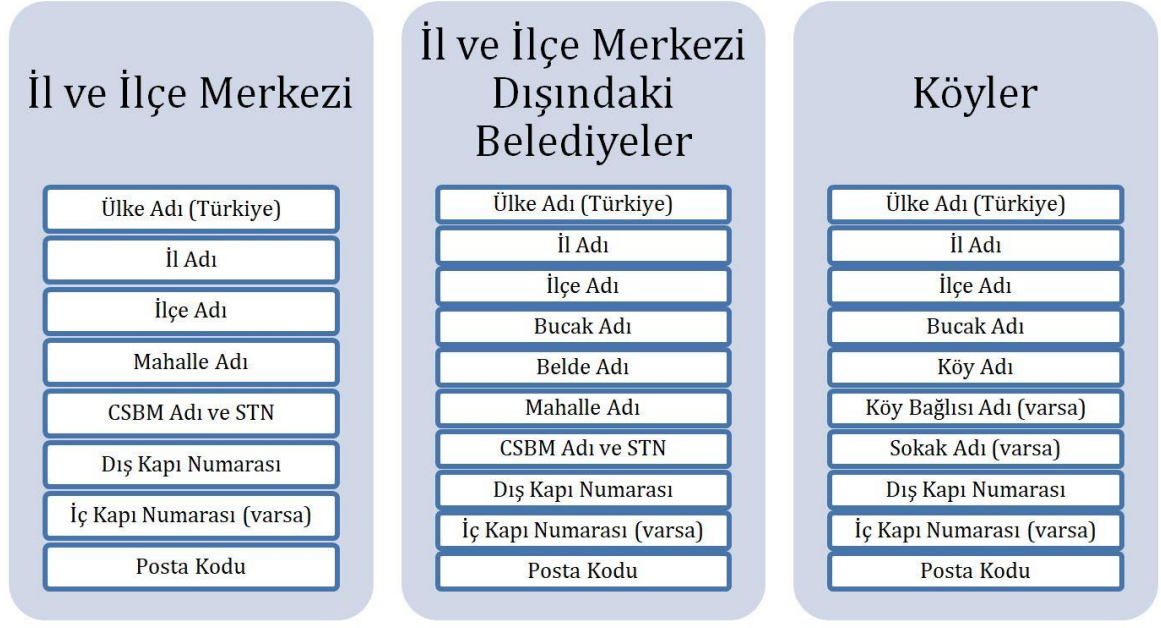 İl ve İlçe Merkezi
Ülke Adı (Türkiye)
İl Adı
İlçe Adı
Mahalle Adı
CSBM Adı ve STN
Dış Kapı Numarası
İç Kapı Numarası (varsa)
Posta Kodu
İl ve İlçe Merkezi
Dışındaki
Belediyeler
Ülke Adı (Türkiye)
İl Adı
İlçe Adı
Bucak Adı
Belde Adı
Mahalle Adı
CSBM Adı ve STN
Dış Kapı Numarası
İç Kapı Numarası (varsa)
Posta Kodu
Köyler
Ülke Adı (Türkiye)
İl Adı
İlçe Adı
Bucak Adı
Köy Adı
Köy Bağlısı Adı (varsa)
Sokak Adı (varsa)
Dış Kapı Numarası
İç Kapı Numarası (varsa)
Posta Kodu